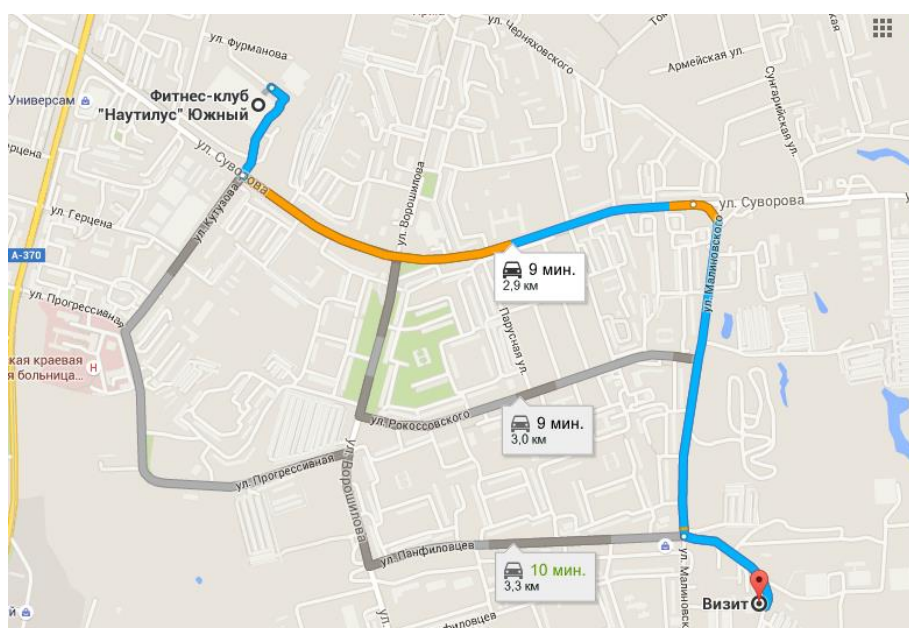 ул. Фурманова
ул. Черняховского
Армейская ул.
Сунгарийская ул.
Универсам
Фитнес-клуб
"Наутилус" Южный
ул. Суворова
ул. Кутузова
ул. Ворошилова
ул. Суворова
ул. Герцена
А-370
9 мин.
2,9 км
ул. Малиновского
ул. Прогрессивная
Парусная ул.
кая краевая
я больница...
Н
ул. Рокоссовского
9 мин.
3,0 км
ул. Прогрессивная
ул. Ворошилова
ул. Панфиловцев
10 мин.
3,3 км
ул. Малиновск
Визит
нфиловцев